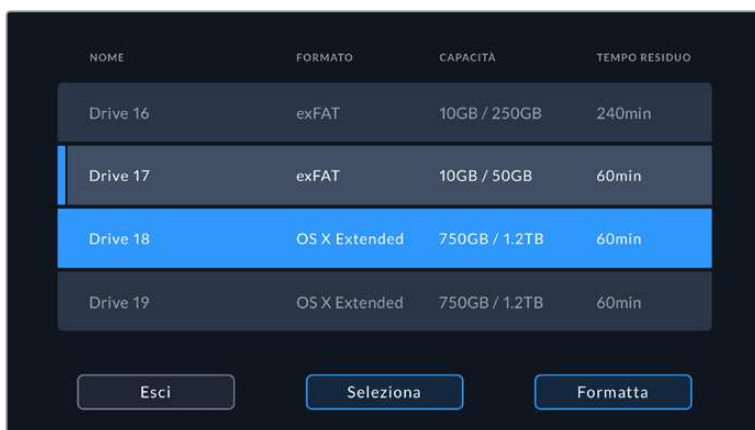 NOME FORMATO CAPACITÀ TEMPO RESIDUO
Drive 16 exFAT 10GB / 250GB 240min
Drive 17 exFAT 10GB / 50GB 60min
Drive 18 OS X Extended 750GB / 1.2TB 60min
Drive 19 OS X Extended 750GB / 1.2TB 60min
Esci Seleziona Formatta